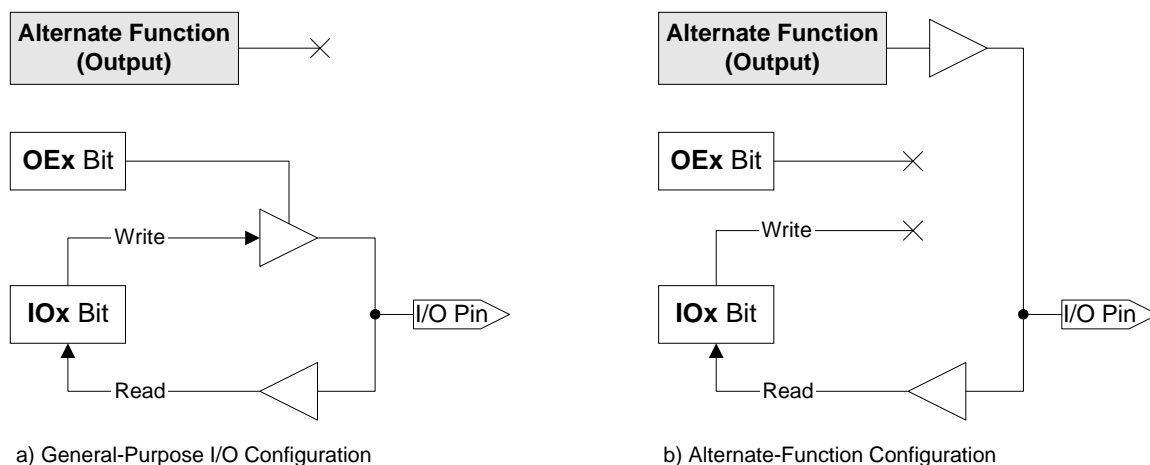 Alternate Function
(Output)
OEx Bit
Write
IOx Bit
I/O Pin
Read
a) General-Purpose I/O Configuration
Alternate Function
(Output)
OEx Bit
Write
IOx Bit
I/O Pin
Read
b) Alternate-Function Configuration